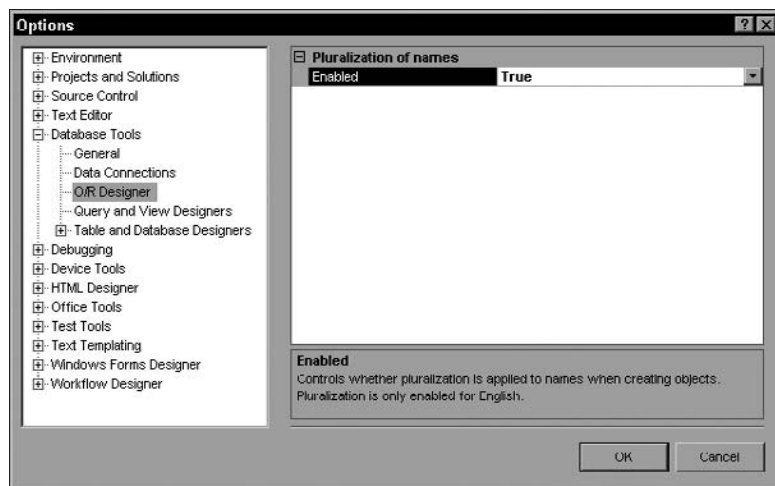 Options
Environment
Projects and Solutions
Source Control
Text Editor
Database Tools
General
Data Connections
O/R Designer
Query and View Designers
Table and Database Designers
Debugging
Device Tools
HTML Designer
Office Tools
Test Tools
Text Templating
Windows Forms Designer
Workflow Designer
Pluralization of names
Enabled True
Enabled
Controls whether pluralization is applied to names when creating objects.
Pluralization is only enabled for English.
OK Cancel